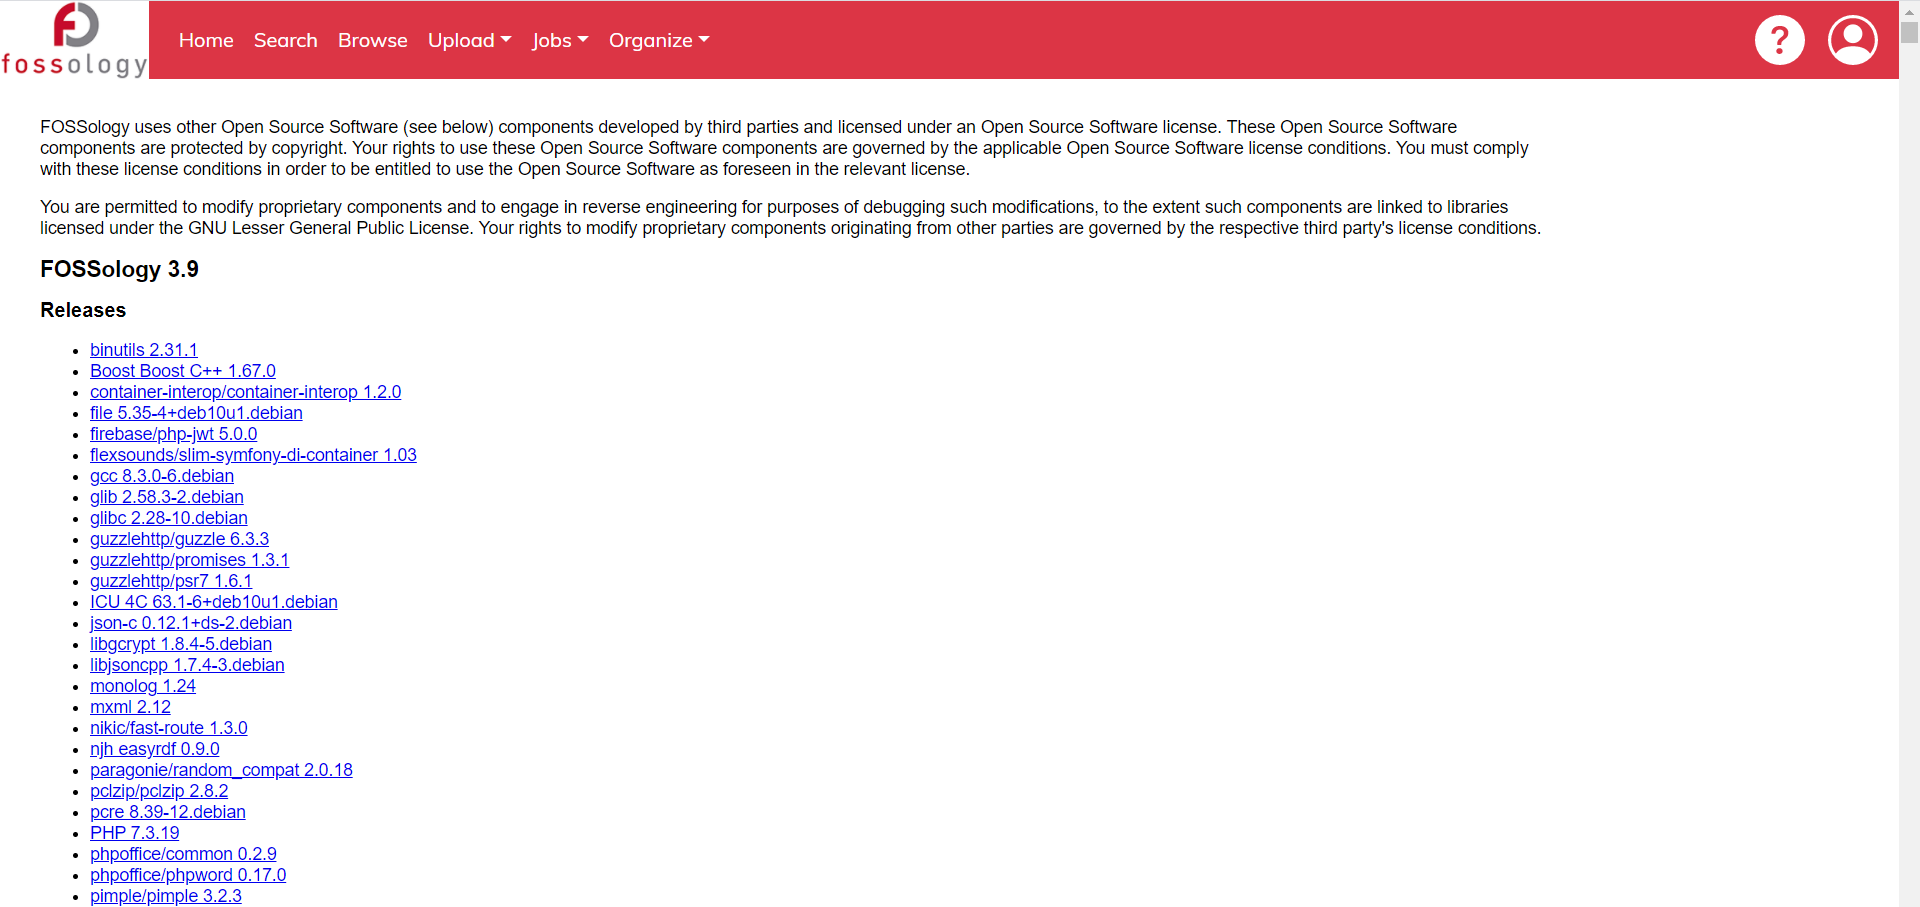 fossology
Home Search Browse Upload Jobs Organize
?
FOSSology uses other Open Source Software (see below) components developed by third parties and licensed under an Open Source Software license. These Open Source Software
components are protected by copyright. Your rights to use these Open Source Software components are governed by the applicable Open Source Software license conditions. You must comply
with these license conditions in order to be entitled to use the Open Source Software as foreseen in the relevant license.
You are permitted to modify proprietary components and to engage in reverse engineering for purposes of debugging such modifications, to the extent such components are linked to libraries
licensed under the GNU Lesser General Public License. Your rights to modify proprietary components originating from other parties are governed by the respective third party's license conditions.
FOSSology 3.9
Releases
binutils 2.31.1
Boost Boost C++ 1.67.0
container-interop/container-interop 1.2.0
file 5.35-4+deb10u1.debian
firebase/php-jwt 5.0.0
flexsounds/slim-symfony-di-container 1.03
gcc 8.3.0-6.debian
glib 2.58.3-2.debian
glibc 2.28-10.debian
guzzlehttp/guzzle 6.3.3
guzzlehttp/promises 1.3.1
guzzlehttp/psr7 1.6.1
ICU 4C 63.1-6+deb10u1.debian
json-c 0.12.1+ds-2.debian
libgcrypt 1.8.4-5.debian
libjsoncpp 1.7.4-3.debian
monolog 1.24
mxml 2.12
nikic/fast-route 1.3.0
njh easyrdf 0.9.0
paragonie/random_compat 2.0.18
pclzip/pclzip 2.8.2
pcre 8.39-12.debian
PHP 7.3.19
phpoffice/common 0.2.9
phpoffice/phpword 0.17.0
pimple/pimple 3.2.3